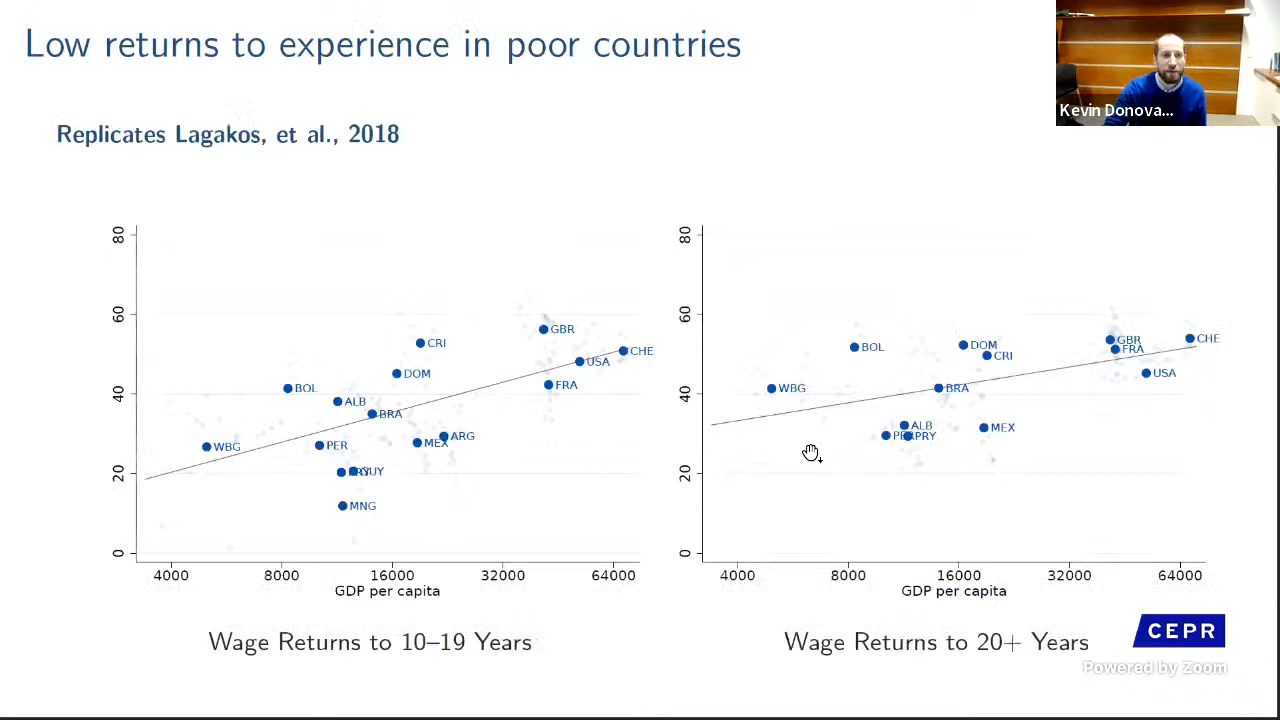 Low returns to experience in poor countries
Kevin Donova...
Replicates Lagakos, et al., 2018
80
60
40
20
0
GBR
CRI
CHE
USA
DOM
FRA
BOL
ALB
BRA
ARG
MEX
WBG
PER
GUY
MNG
4000 8000 16000 32000 64000
GDP per capita
Wage Returns to 10–19 Years
80
60
40
20
0
CHE
GBR
DOM
FRA
BOL
CRI
USA
WBG
BRA
ALB
MEX
PRY
4000 8000 16000 32000 64000
GDP per capita
Wage Returns to 20+ Years
CEPR
Powered by Zoom